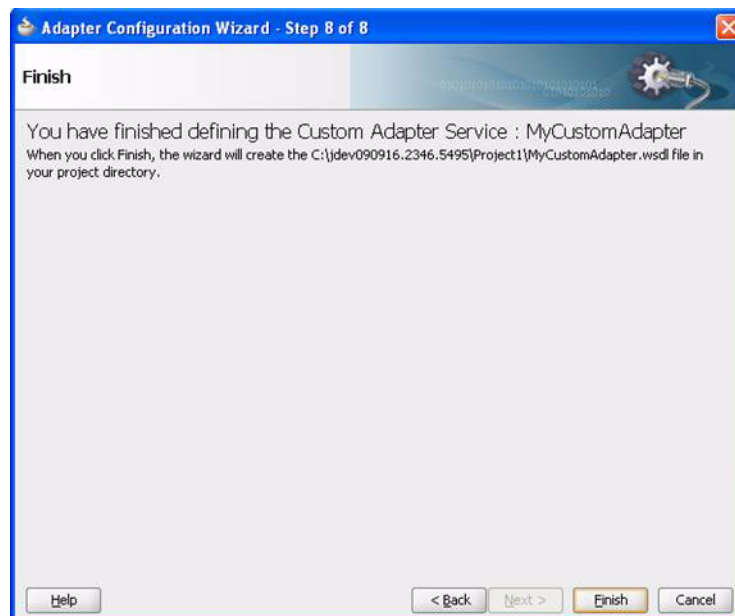 Adapter Configuration Wizard - Step 8 of 8
Finish
You have finished defining the Custom Adapter Service : MyCustomAdapter
When you click Finish, the wizard will create the C:\jdev090916.2346.5495\Project1\MyCustomAdapter.wsdl file in
your project directory.
Help
< Back
Next >
Finish
Cancel